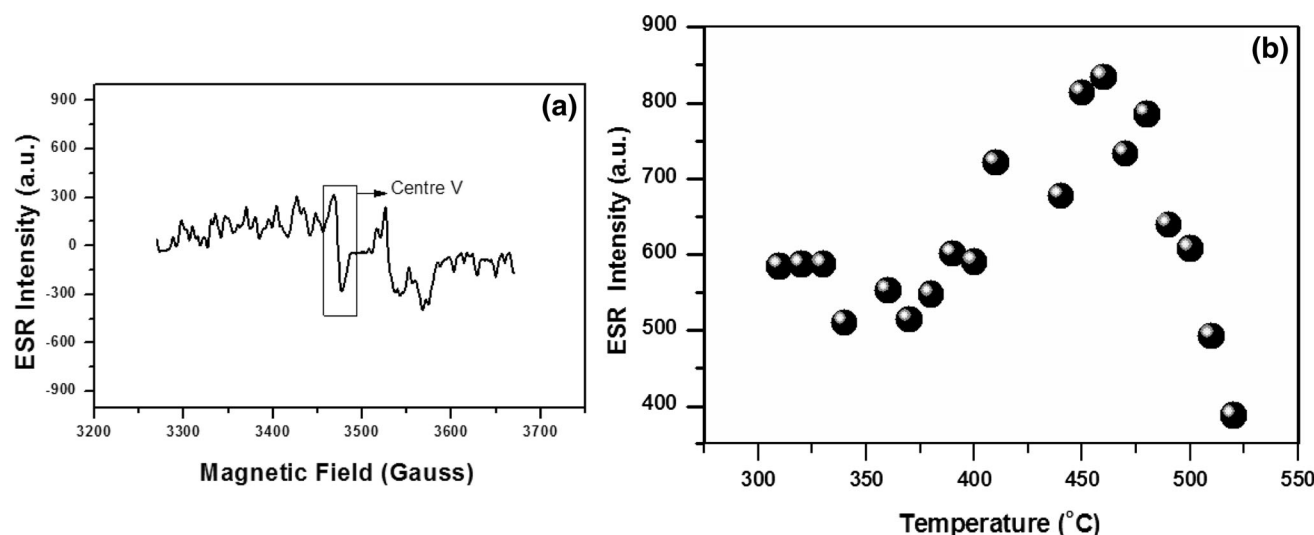 (a)
900
600
300
0
-300
-600
-900
ESR Intensity (a.u.)
Centre V
3200 3300 3400 3500 3600 3700
Magnetic Field (Gauss)
(b)
900
800
700
600
500
400
ESR Intensity (a.u.)
300 350 400 450 500 550
Temperature (°C)